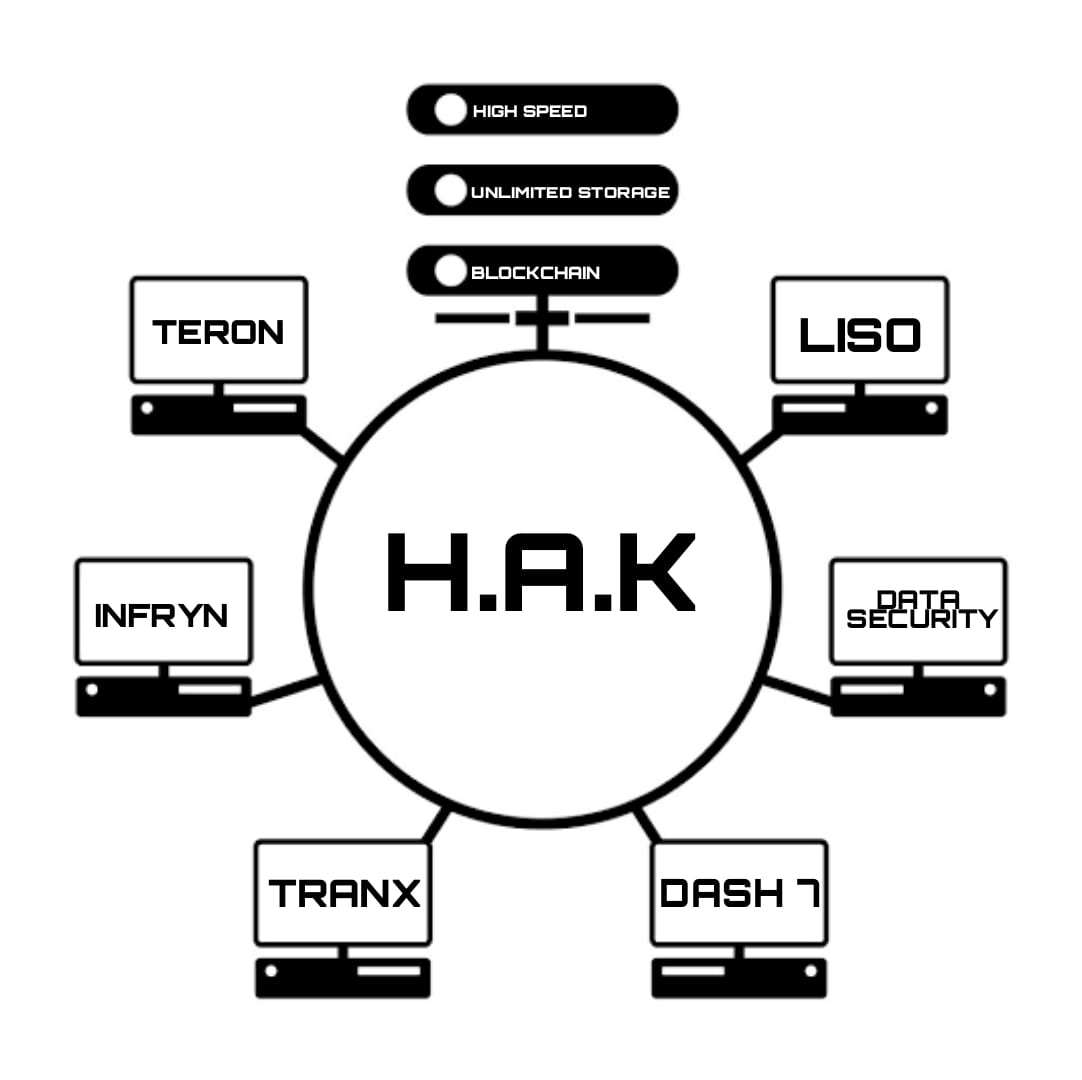 HIGH SPEED
UNLIMITED STORAGE
BLOCKCHAIN
TERON
LISO
H.A.K
INFRYN
DATA
SECURITY
TRANX
DASH 7